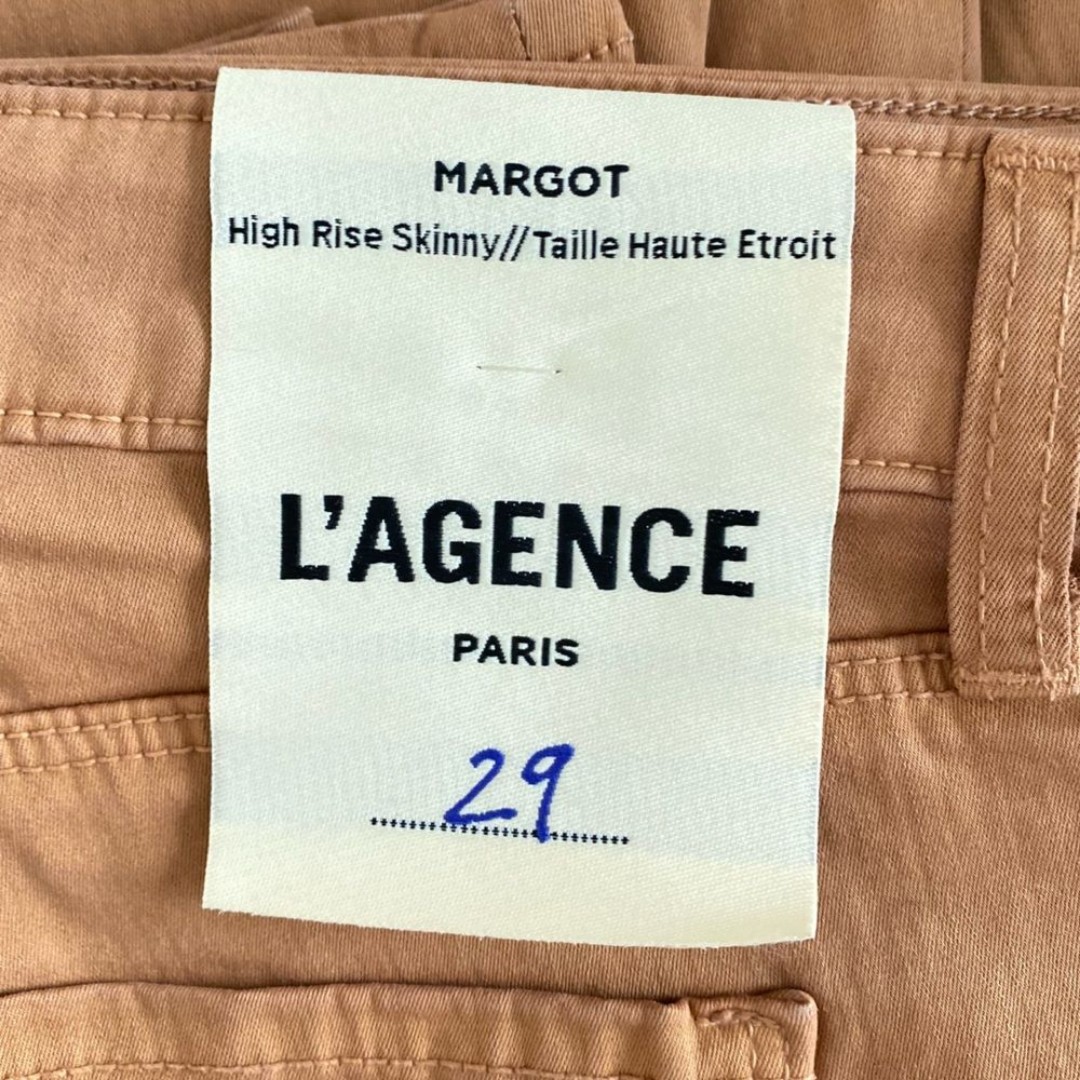 MARGOT
High Rise Skinny//Taille Haute Etroit
L'AGENCE
PARIS
29